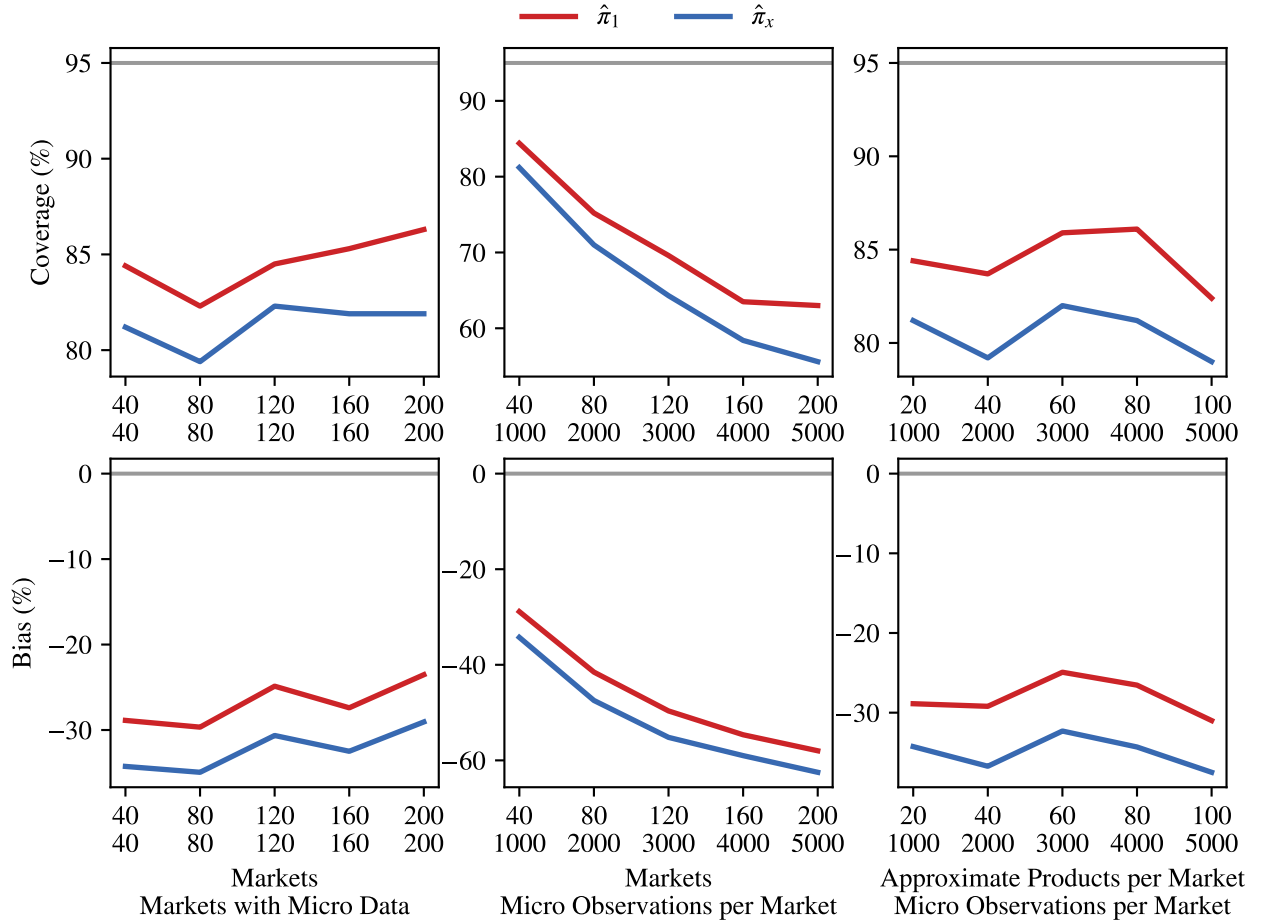 π̂₁ π̂ₓ
Coverage (%)
95
90
85
80
40 80 120 160 200
40 80 120 160 200
90
80
70
60
40 80 120 160 200
1000 2000 3000 4000 5000
95
90
85
80
20 40 60 80 100
1000 2000 3000 4000 5000
Bias (%)
0
−10
−20
−30
40 80 120 160 200
40 80 120 160 200
Markets
Markets with Micro Data
0
−20
−40
−60
40 80 120 160 200
1000 2000 3000 4000 5000
Markets
Micro Observations per Market
0
−10
−20
−30
20 40 60 80 100
1000 2000 3000 4000 5000
Approximate Products per Market
Micro Observations per Market